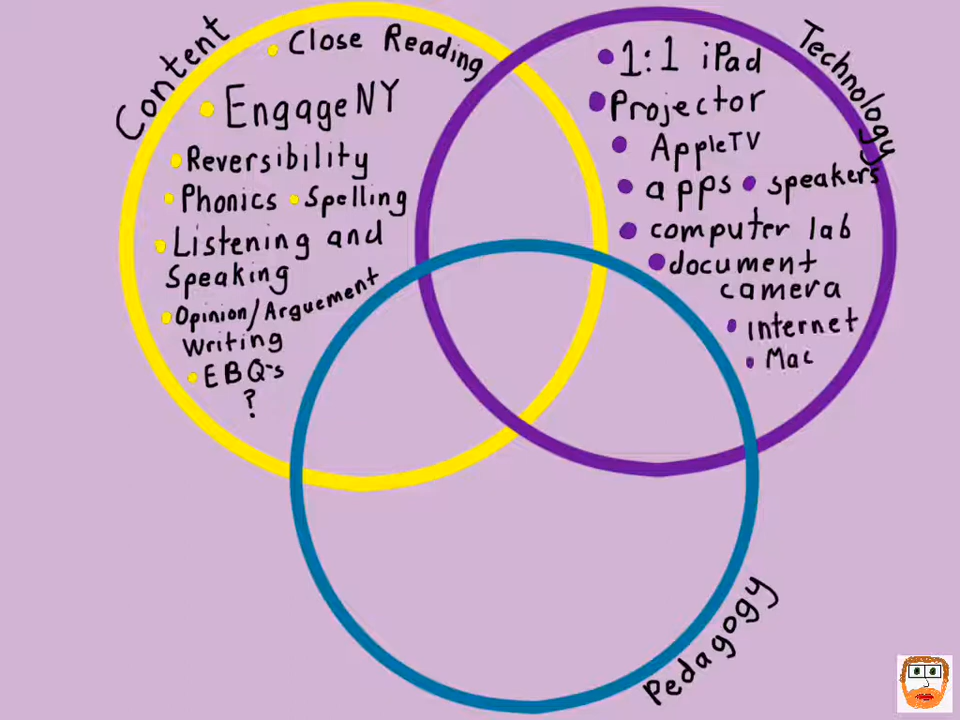 Content
Close Reading
EngageNY
Reversibility
Phonics • Spelling
Listening and
Speaking
Opinion/Arguement
Writing
EBQ-s
?
Technology
1:1 iPad
Projector
AppleTV
apps • speakers
computer lab
document
camera
internet
Mac
Pedagogy